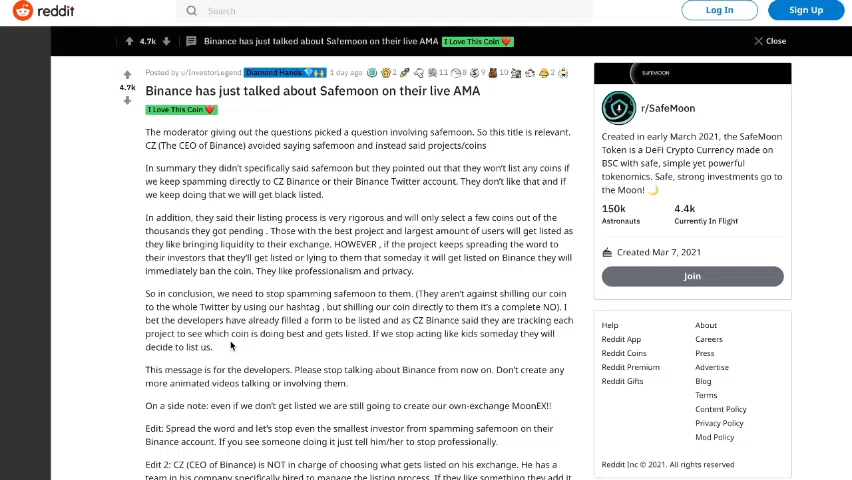 reddit
Search
Log In
Sign Up
4.7k
Binance has just talked about Safemoon on their live AMA
I Love This Coin
Close
Posted by u/InvestorLegend Diamond Hands 1 day ago 2 11 8 9 10 2
4.7k
Binance has just talked about Safemoon on their live AMA
I Love This Coin
The moderator giving out the questions picked a question involving safemoon. So this title is relevant.
CZ (The CEO of Binance) avoided saying safemoon and instead said projects/coins
In summary they didn't specifically said safemoon but they pointed out that they won't list any coins if
we keep spamming directly to CZ Binance or their Binance Twitter account. They don't like that and if
we keep doing that we will get black listed.
In addition, they said their listing process is very rigorous and will only select a few coins out of the
thousands they got pending . Those with the best project and largest amount of users will get listed as
they like bringing liquidity to their exchange. HOWEVER , if the project keeps spreading the word to
their investors that they'll get listed or lying to them that someday it will get listed on Binance they will
immediately ban the coin. They like professionalism and privacy.
So in conclusion, we need to stop spamming safemoon to them. (They aren't against shilling our coin
to the whole Twitter by using our hashtag , but shilling our coin directly to them it's a complete NO). I
bet the developers have already filled a form to be listed and as CZ Binance said they are tracking each
project to see which coin is doing best and gets listed. If we stop acting like kids someday they will
decide to list us.
This message is for the developers. Please stop talking about Binance from now on. Don't create any
more animated videos talking or involving them.
On a side note: even if we don't get listed we are still going to create our own-exchange MoonEX!!
Edit: Spread the word and let's stop even the smallest investor from spamming safemoon on their
Binance account. If you see someone doing it just tell him/her to stop professionally.
Edit 2: CZ (CEO of Binance) is NOT in charge of choosing what gets listed on his exchange. He has a
team in his company specifically hired to manage the listing process. If they like something they add it
SAFEMOON
r/SafeMoon
Created in early March 2021, the SafeMoon
Token is a DeFi Crypto Currency made on
BSC with safe, simple yet powerful
tokenomics. Safe, strong investments go to
the Moon!
150k
4.4k
Astronauts
Currently In Flight
Created Mar 7, 2021
Join
Help
About
Reddit App
Careers
Reddit Coins
Press
Reddit Premium
Advertise
Reddit Gifts
Blog
Terms
Content Policy
Privacy Policy
Mod Policy
Reddit Inc © 2021. All rights reserved